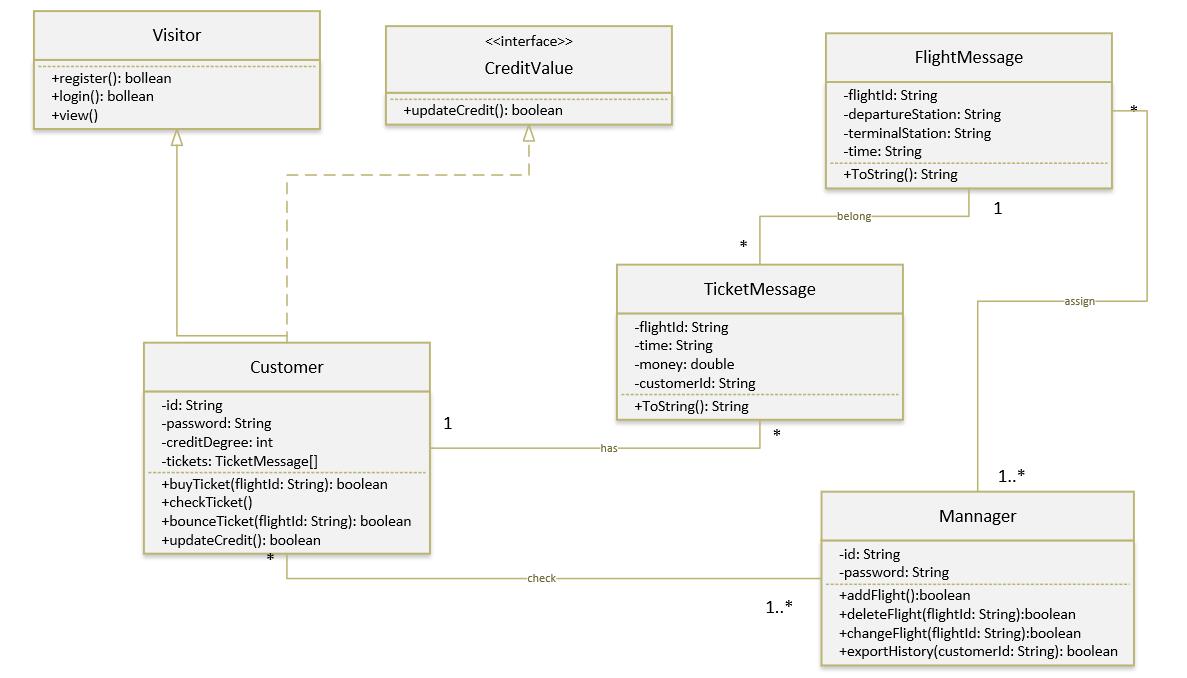 Visitor
+register(): bollean
+login(): bollean
+view()
<<interface>>
CreditValue
+updateCredit(): boolean
FlightMessage
-flightId: String
-departureStation: String
-terminalStation: String
-time: String
+ToString(): String
*
1
belong
*
TicketMessage
-flightId: String
-time: String
-money: double
-customerId: String
+ToString(): String
assign
Customer
-id: String
-password: String
-creditDegree: int
-tickets: TicketMessage[]
+buyTicket(flightId: String): boolean
+checkTicket()
+bounceTicket(flightId: String): boolean
+updateCredit(): boolean
1
has
*
1..*
Mannager
-id: String
-password: String
+addFlight():boolean
+deleteFlight(flightId: String):boolean
+changeFlight(flightId: String):boolean
+exportHistory(customerId: String): boolean
*
check
1..*